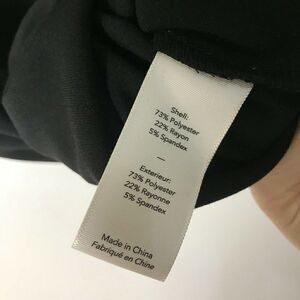 Shell:
73% Polyester
22% Rayon
5% Spandex
—
Exterieur:
73% Polyester
22% Rayonne
5% Spandex
Made in China
Fabriqué en Chine